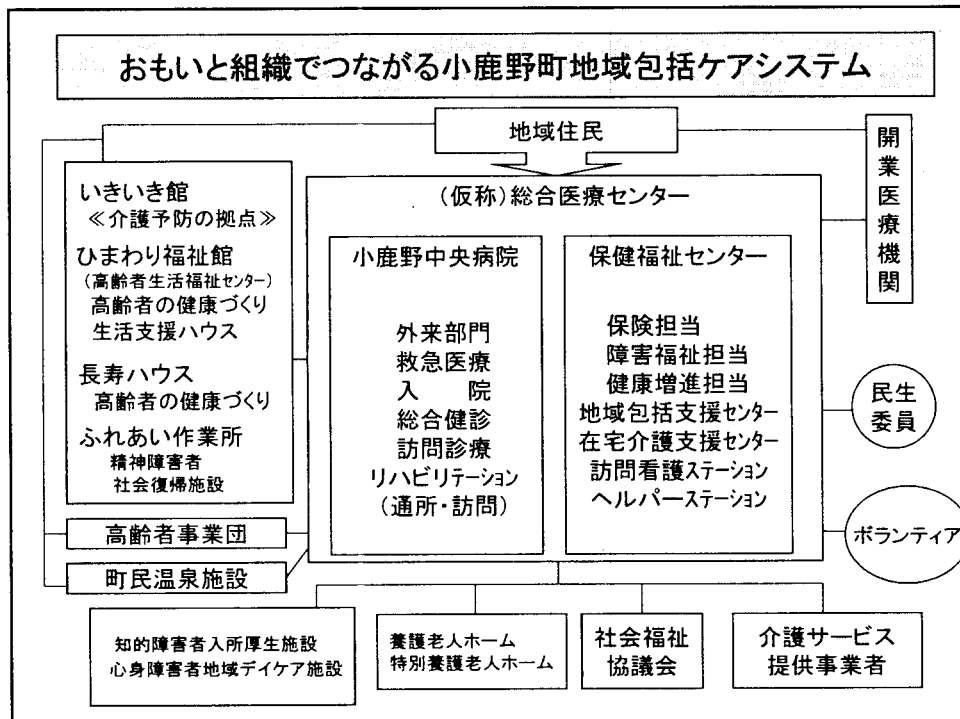 おもいと組織でつながる小鹿野町地域包括ケアシステム
地域住民
開業医療機関
いきいき館
≪介護予防の拠点≫
ひまわり福祉館
(高齢者生活福祉センター)
高齢者の健康づくり
生活支援ハウス
長寿ハウス
高齢者の健康づくり
ふれあい作業所
精神障害者
社会復帰施設
高齢者事業団
町民温泉施設
(仮称)総合医療センター
小鹿野中央病院
外来部門
救急医療
入　　院
総合健診
訪問診療
リハビリテーション
(通所・訪問)
保健福祉センター
保険担当
障害福祉担当
健康増進担当
地域包括支援センター
在宅介護支援センター
訪問看護ステーション
ヘルパーステーション
民生
委員
ボランティア
知的障害者入所厚生施設
心身障害者地域デイケア施設
養護老人ホーム
特別養護老人ホーム
社会福祉
協議会
介護サービス
提供事業者